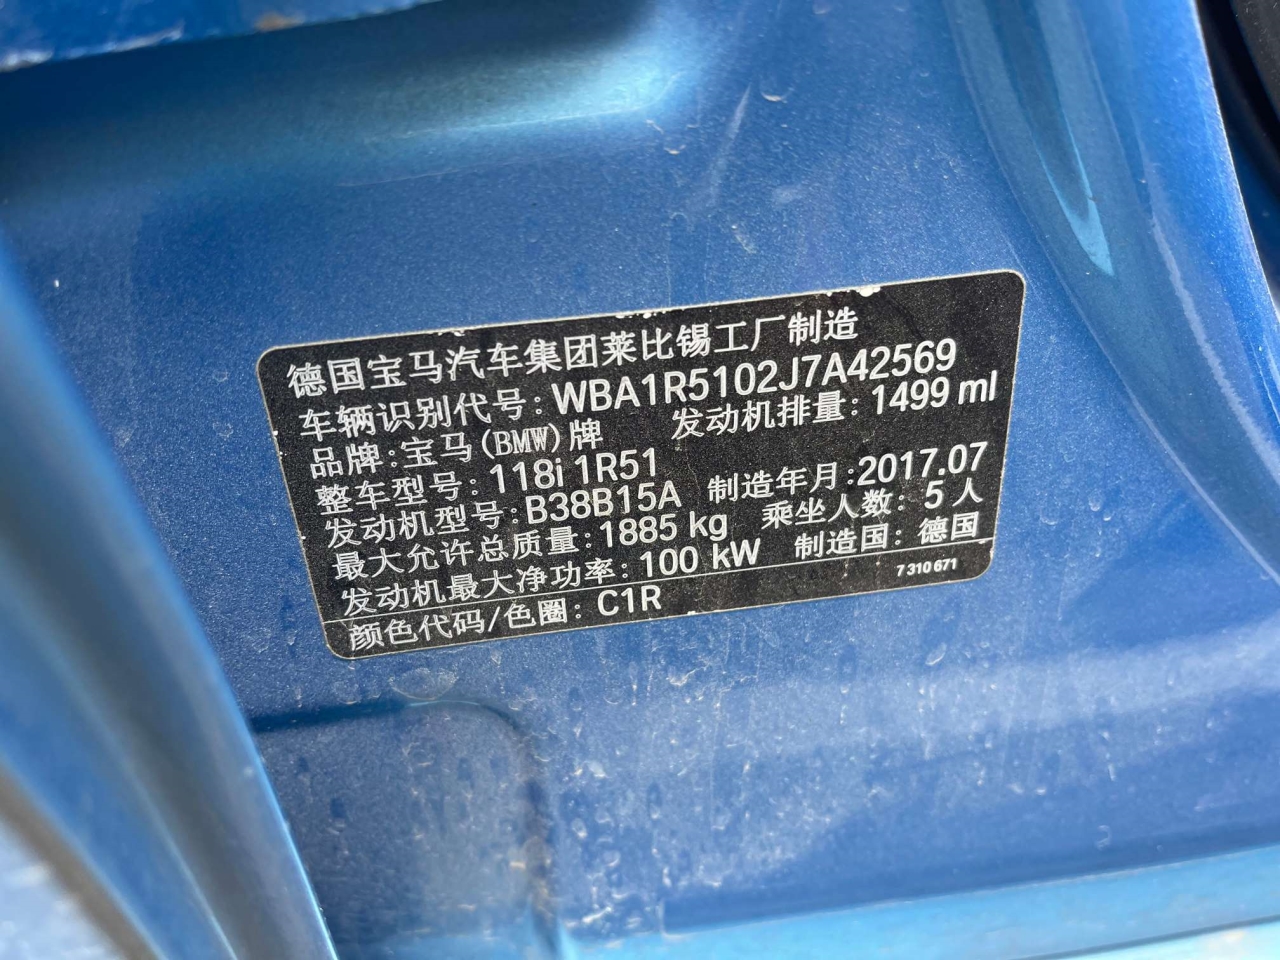 德国宝马汽车集团莱比锡工厂制造
车辆识别代号: WBA1R5102J7A42569
品牌: 宝马(BMW)牌 发动机排量: 1499 ml
整车型号: 118i 1R51
发动机型号: B38B15A 制造年月: 2017.07
最大允许总质量: 1885 kg 乘坐人数: 5 人
发动机最大净功率: 100 kW 制造国: 德国
颜色代码/色圈: C1R 7 310 671